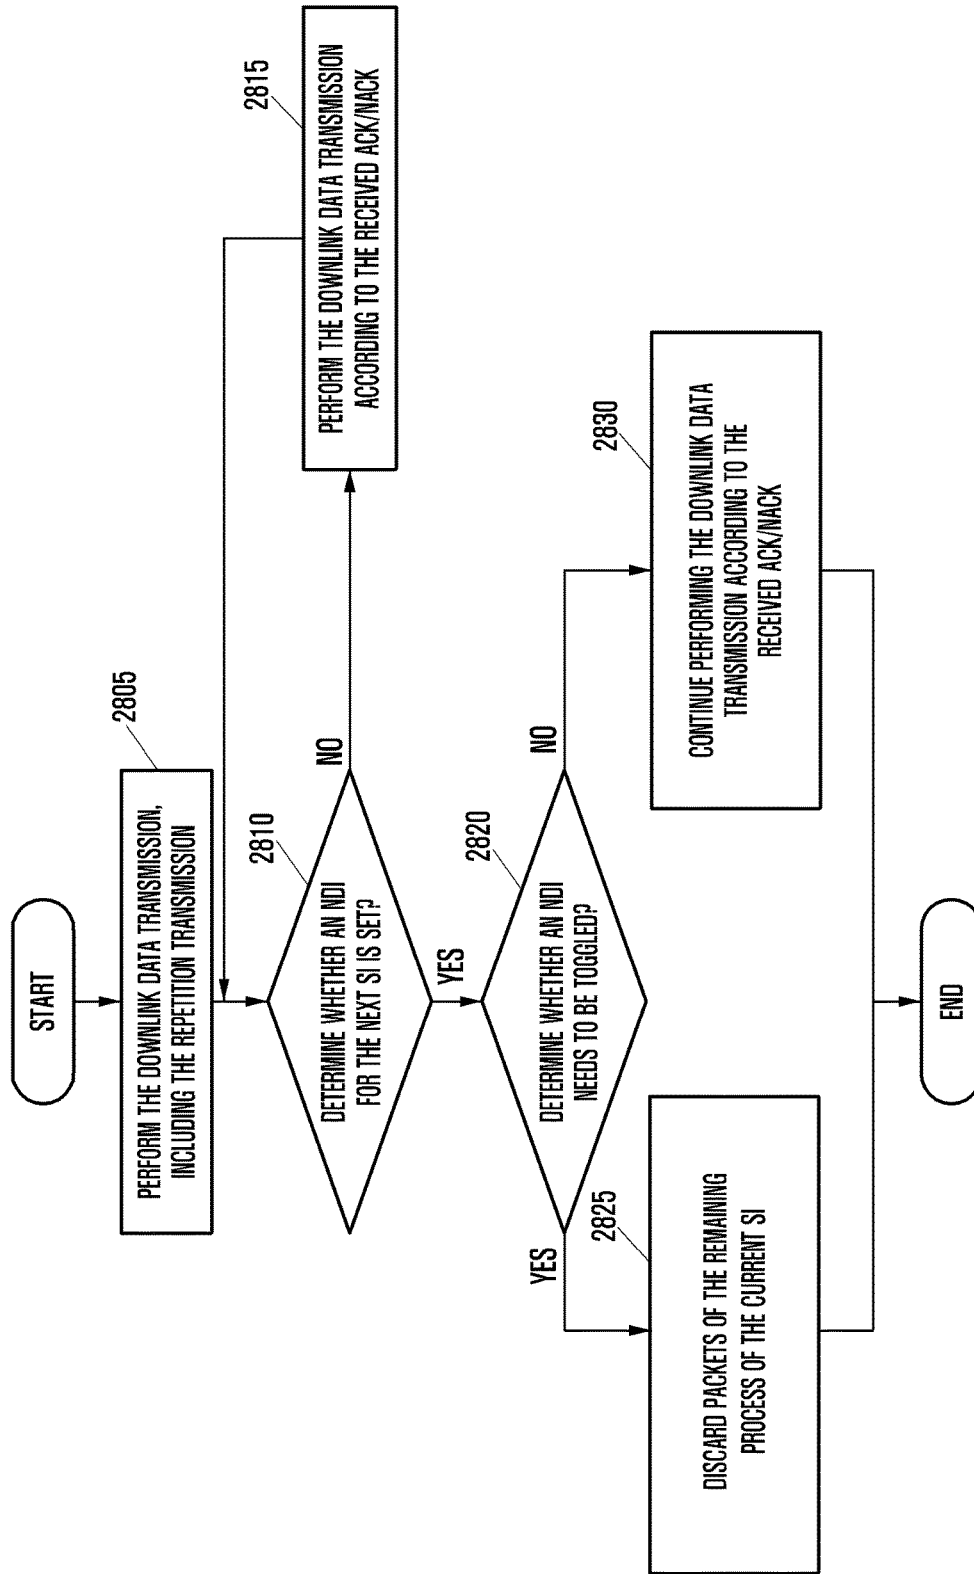 START
2805
PERFORM THE DOWNLINK DATA TRANSMISSION,
INCLUDING THE REPETITION TRANSMISSION
2810
DETERMINE WHETHER AN NDI
FOR THE NEXT SI IS SET?
NO
2815
PERFORM THE DOWNLINK DATA TRANSMISSION
ACCORDING TO THE RECEIVED ACK/NACK
YES
2820
DETERMINE WHETHER AN NDI
NEEDS TO BE TOGGLED?
YES
NO
2825
DISCARD PACKETS OF THE REMAINING
PROCESS OF THE CURRENT SI
2830
CONTINUE PERFORMING THE DOWNLINK DATA
TRANSMISSION ACCORDING TO THE
RECEIVED ACK/NACK
END